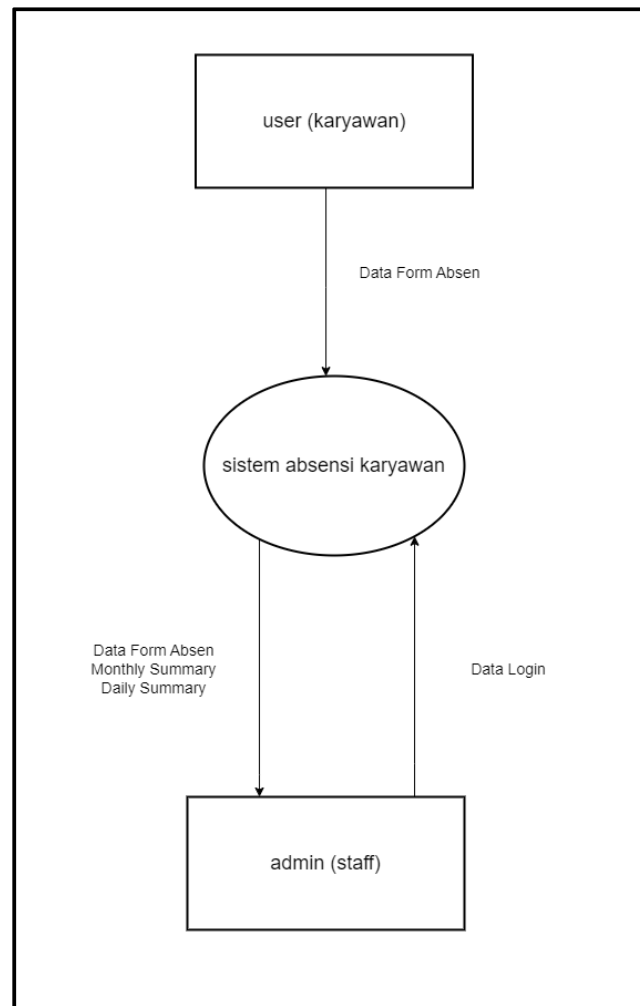 user (karyawan)
Data Form Absen
sistem absensi karyawan
Data Form Absen
Monthly Summary
Daily Summary
Data Login
admin (staff)